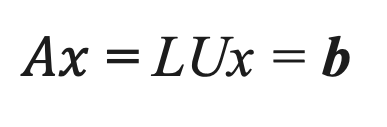 Ax = LUx = b